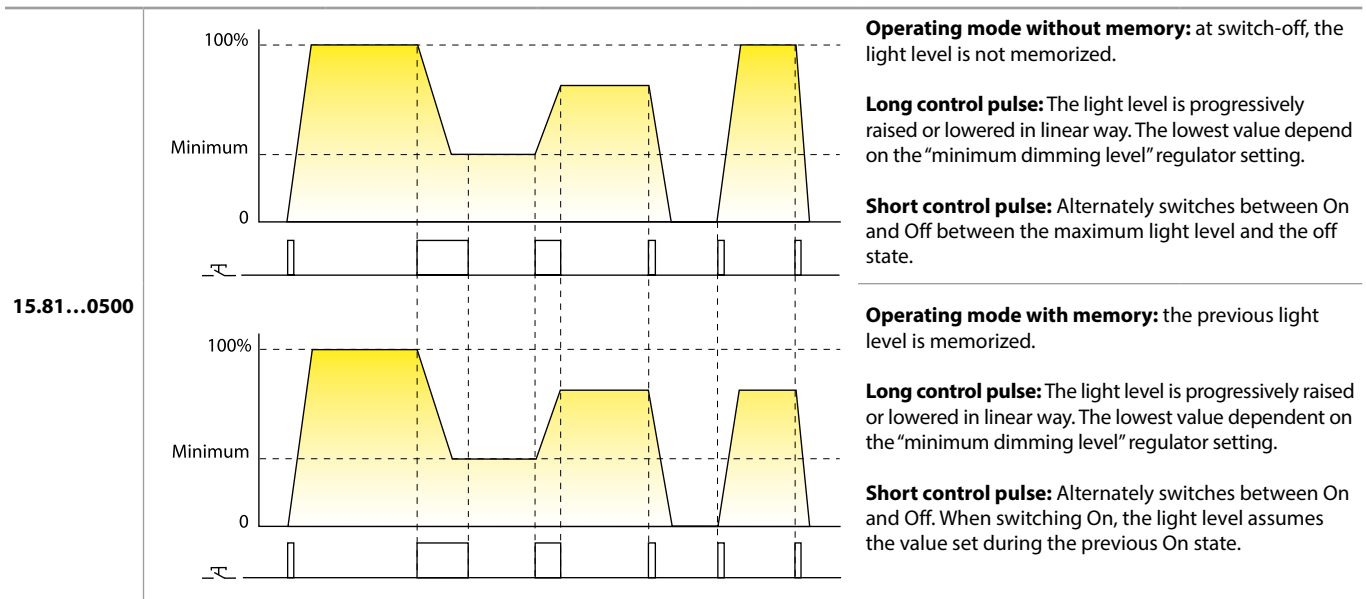 100%
Minimum
0
Operating mode without memory: at switch-off, the
light level is not memorized.
Long control pulse: The light level is progressively
raised or lowered in linear way. The lowest value depend
on the “minimum dimming level” regulator setting.
Short control pulse: Alternately switches between On
and Off between the maximum light level and the off
state.
15.81…0500
100%
Minimum
0
Operating mode with memory: the previous light
level is memorized.
Long control pulse: The light level is progressively raised
or lowered in linear way. The lowest value dependent on
the “minimum dimming level” regulator setting.
Short control pulse: Alternately switches between On
and Off. When switching On, the light level assumes
the value set during the previous On state.